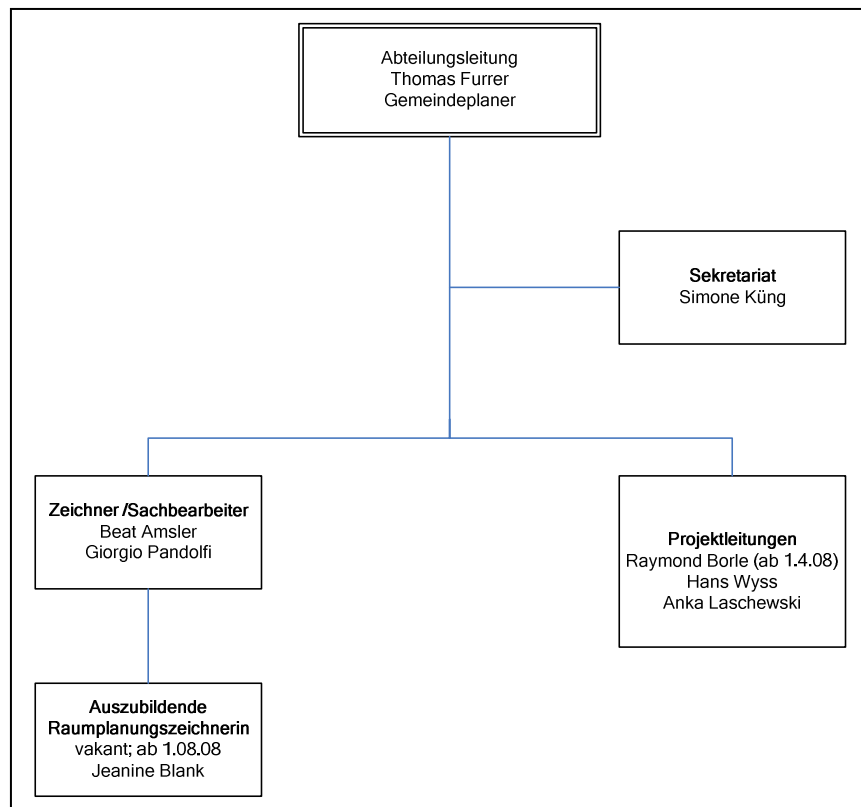 Abteilungsleitung
Thomas Furrer
Gemeindeplaner
Sekretariat
Simone Küng
Zeichner /Sachbearbeiter
Beat Amsler
Giorgio Pandolfi
Projektleitungen
Raymond Borle (ab 1.4.08)
Hans Wyss
Anka Laschewski
Auszubildende
Raumplanungszeichnerin
vakant; ab 1.08.08
Jeanine Blank